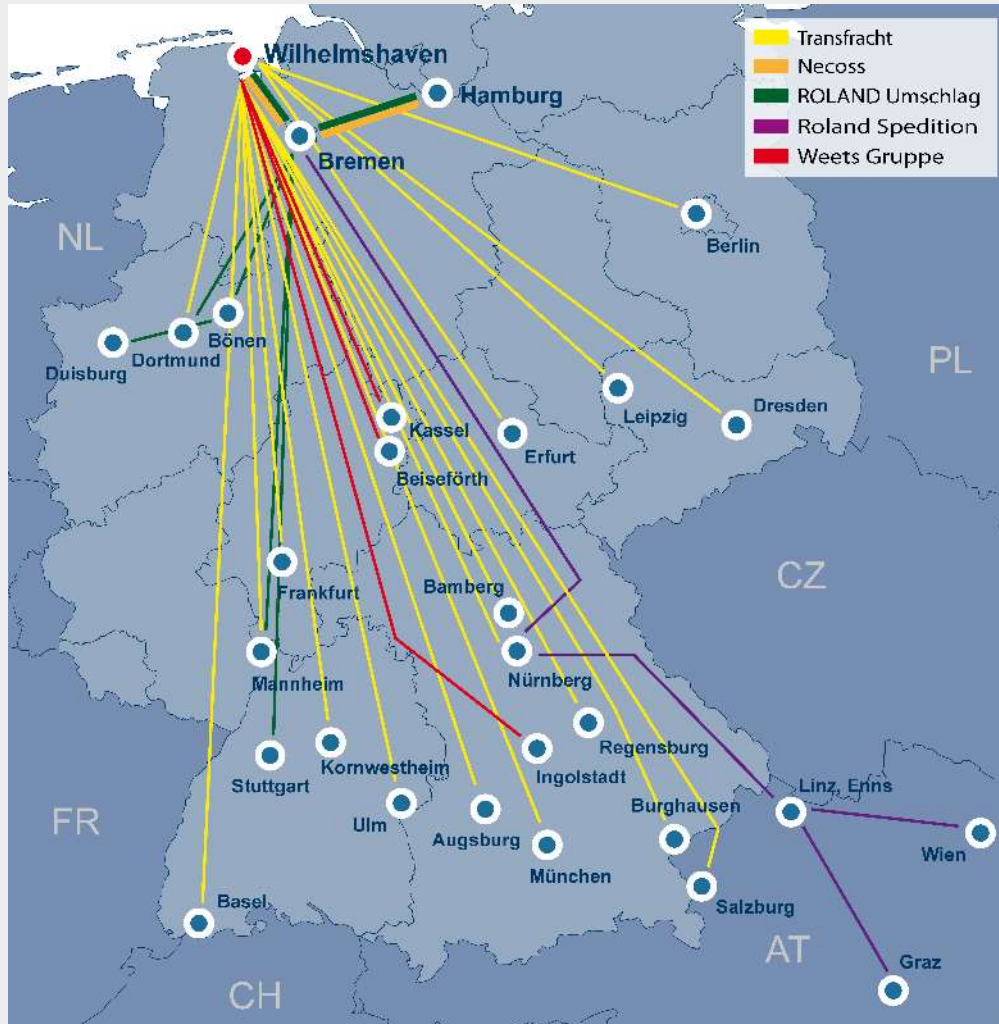 Wilhelmshaven
Transfracht
Necoss
ROLAND Umschlag
Roland Spedition
Weets Gruppe
Hamburg
Bremen
NL
Berlin
Bönen
Dortmund
Duisburg
PL
Leipzig
Dresden
Kassel
Erfurt
Beiseförth
CZ
Bamberg
Frankfurt
Nürnberg
Mannheim
Regensburg
Kornwestheim
Ingolstadt
Stuttgart
Linz, Enns
Burghausen
FR
Ulm
Augsburg
Wien
München
Basel
Salzburg
AT
Graz
CH